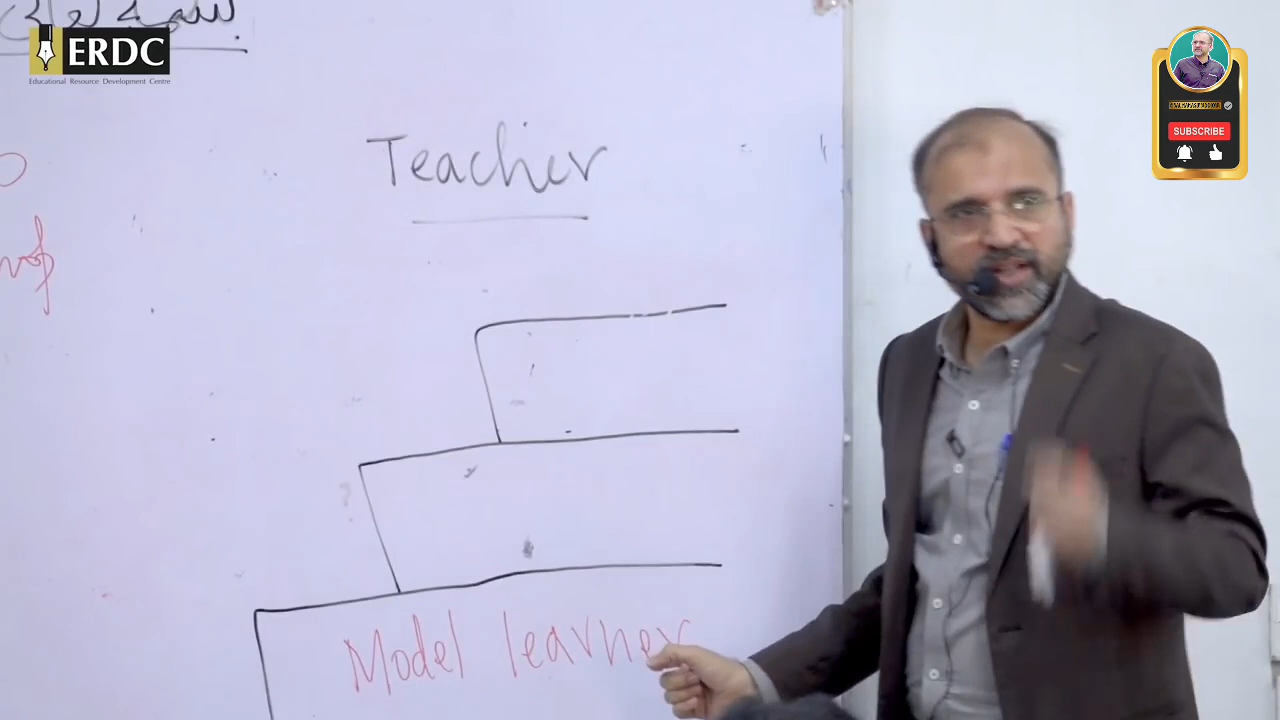 ERDC
Educational Resource Development Centre
SUBSCRIBE
Teacher
Model learner